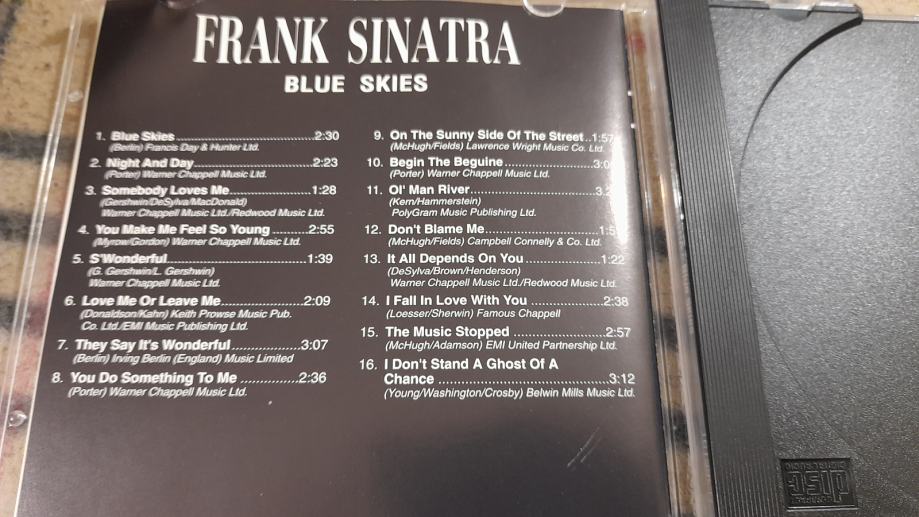 FRANK SINATRA
BLUE SKIES
1. Blue Skies..............................2:30
(Berlin) Francis Day & Hunter Ltd.
2. Night And Day..........................2:23
(Porter) Warner Chappell Music Ltd.
3. Somebody Loves Me.................1:28
(Gershwin/DeSylva/MacDonald)
Warner Chappell Music Ltd./Redwood Music Ltd.
4. You Make Me Feel So Young .........2:55
(Myrow/Gordon) Warner Chappell Music Ltd.
5. S'Wonderful.............................1:39
(G. Gershwin/L. Gershwin)
Warner Chappell Music Ltd.
6. Love Me Or Leave Me.................2:09
(Donaldson/Kahn) Keith Prowse Music Pub.
Co. Ltd./EMI Music Publishing Ltd.
7. They Say It's Wonderful...............3:07
(Berlin) Irving Berlin (England) Music Limited
8. You Do Something To Me .............2:36
(Porter) Warner Chappell Music Ltd.
9. On The Sunny Side Of The Street..1:57
(McHugh/Fields) Lawrence Wright Music Co. Ltd.
10. Begin The Beguine ....................
(Porter) Warner Chappell Music Ltd.
11. Ol' Man River...........................
(Kern/Hammerstein)
PolyGram Music Publishing Ltd.
12. Don't Blame Me.........................
(McHugh/Fields) Campbell Connelly & Co. Ltd.
13. It All Depends On You .................1:22
(DeSylva/Brown/Henderson)
Warner Chappell Music Ltd./Redwood Music Ltd.
14. I Fall In Love With You ...............2:38
(Loesser/Sherwin) Famous Chappell
15. The Music Stopped ....................2:57
(McHugh/Adamson) EMI United Partnership Ltd.
16. I Don't Stand A Ghost Of A
Chance ...................................3:12
(Young/Washington/Crosby) Belwin Mills Music Ltd.
COMPACT
disc
DIGITAL AUDIO